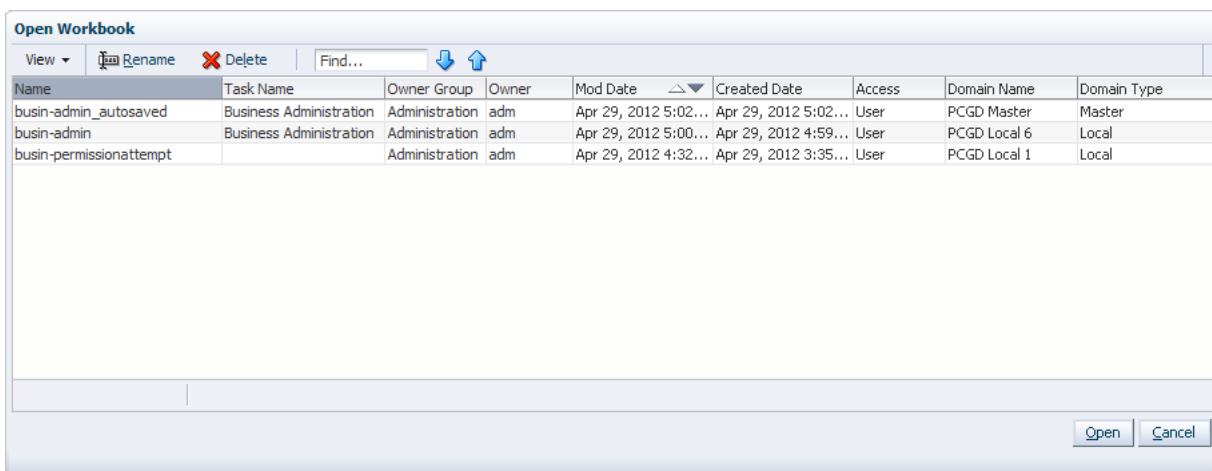 Open Workbook
View Rename Delete Find...
Name Task Name Owner Group Owner Mod Date Created Date Access Domain Name Domain Type
busin-admin_autosaved Business Administration Administration adm Apr 29, 2012 5:02... Apr 29, 2012 5:02... User PCGD Master Master
busin-admin Business Administration Administration adm Apr 29, 2012 5:00... Apr 29, 2012 4:59... User PCGD Local 6 Local
busin-permissionattempt Administration adm Apr 29, 2012 4:32... Apr 29, 2012 3:35... User PCGD Local 1 Local
Open Cancel